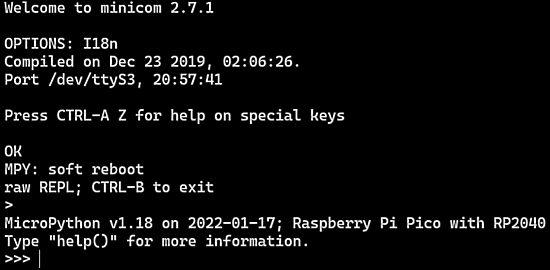 Welcome to minicom 2.7.1
OPTIONS: I18n
Compiled on Dec 23 2019, 02:06:26.
Port /dev/ttyS3, 20:57:41
Press CTRL-A Z for help on special keys
OK
MPY: soft reboot
raw REPL; CTRL-B to exit
>
MicroPython v1.18 on 2022-01-17; Raspberry Pi Pico with RP2040
Type "help()" for more information.
>>>